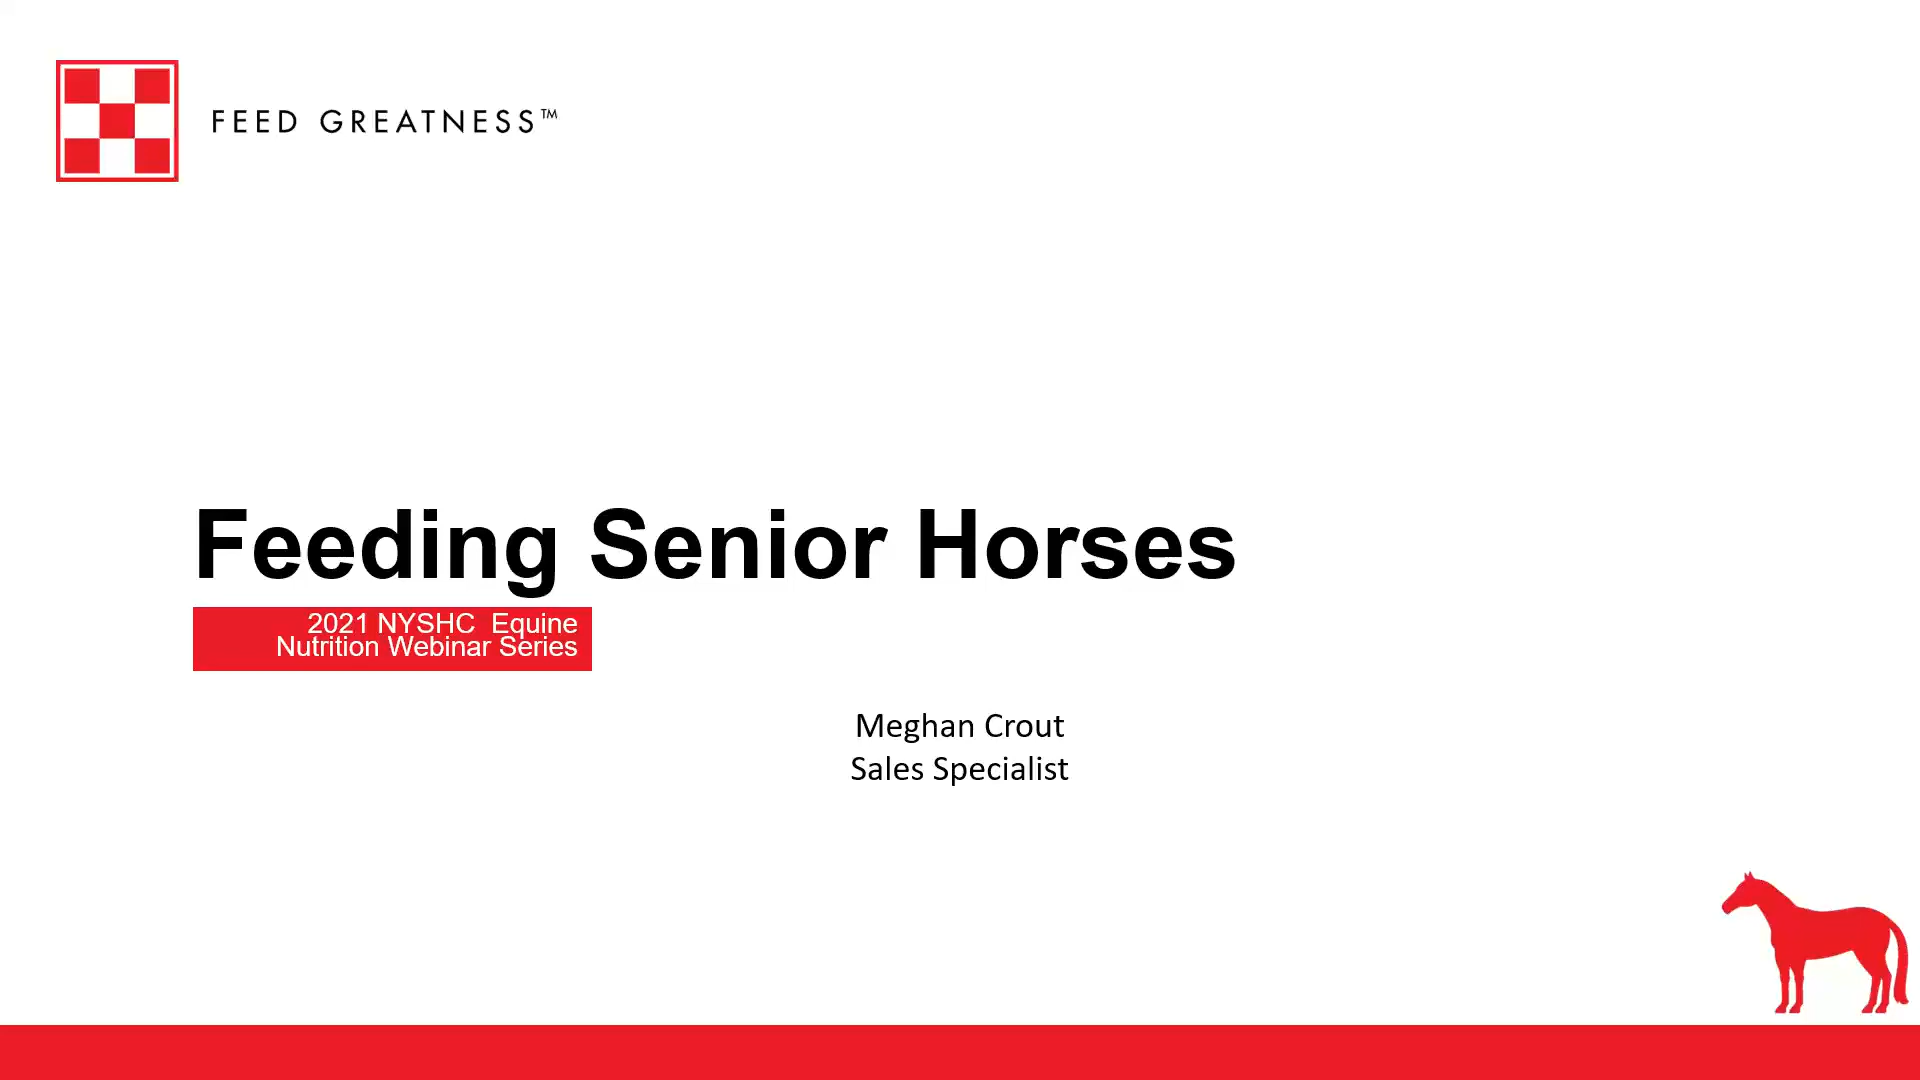 FEED GREATNESS™
Feeding Senior Horses
2021 NYSHC  Equine
Nutrition Webinar Series
Meghan Crout
Sales Specialist